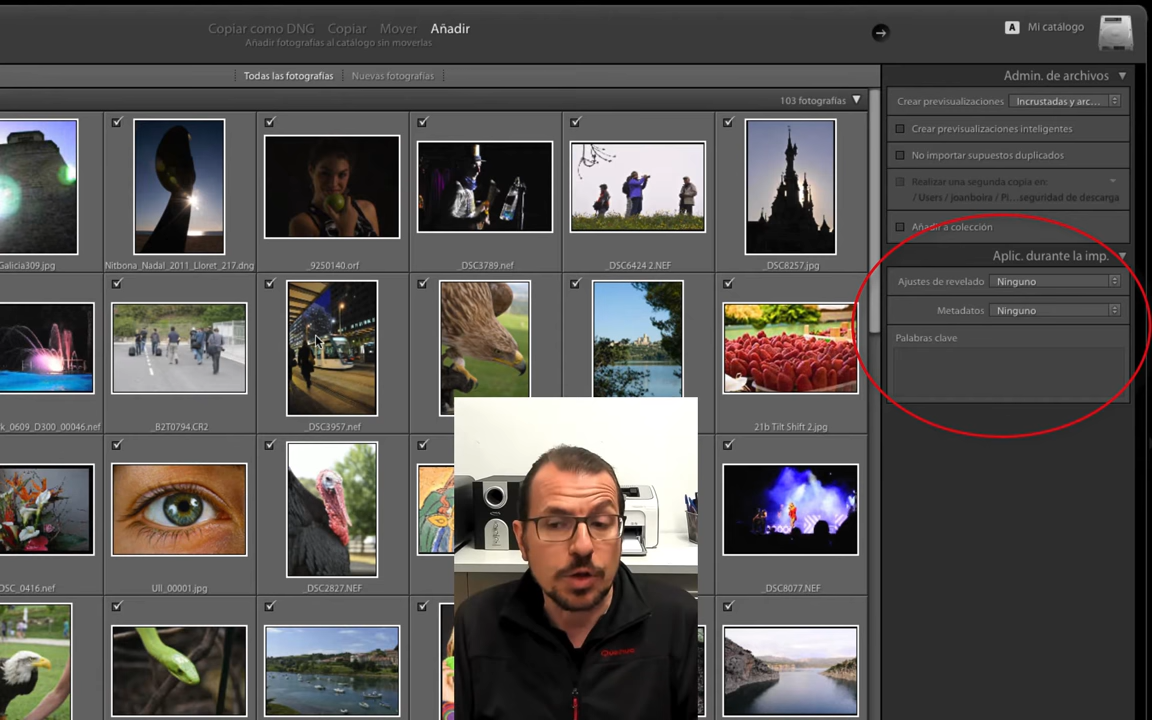 Copiar como DNG Copiar Mover Añadir
Añadir fotografías al catálogo sin moverlas
A Mi catálogo
Todas las fotografías Nuevas fotografías
103 fotografías
Admin. de archivos
Crear previsualizaciones Incrustadas y arc...
Crear previsualizaciones inteligentes
No importar supuestos duplicados
Realizar una segunda copia en:
/ Users / joanboira / Pi...seguridad de descarga
Añadir a colección
Aplic. durante la imp.
Ajustes de revelado Ninguno
Metadatos Ninguno
Palabras clave
Galicia309.jpg Nitbona_Nadal_2011_Lloret_217.dng _9250140.orf _DSC3789.nef _DSC6424 2.NEF _DSC8257.jpg
k_0609_D300_00046.nef _B2T0794.CR2 _DSC3957.nef 21b Tilt Shift 2.jpg
DSC_0416.nef Ull_00001.jpg _DSC2827.NEF _DSC8077.NEF